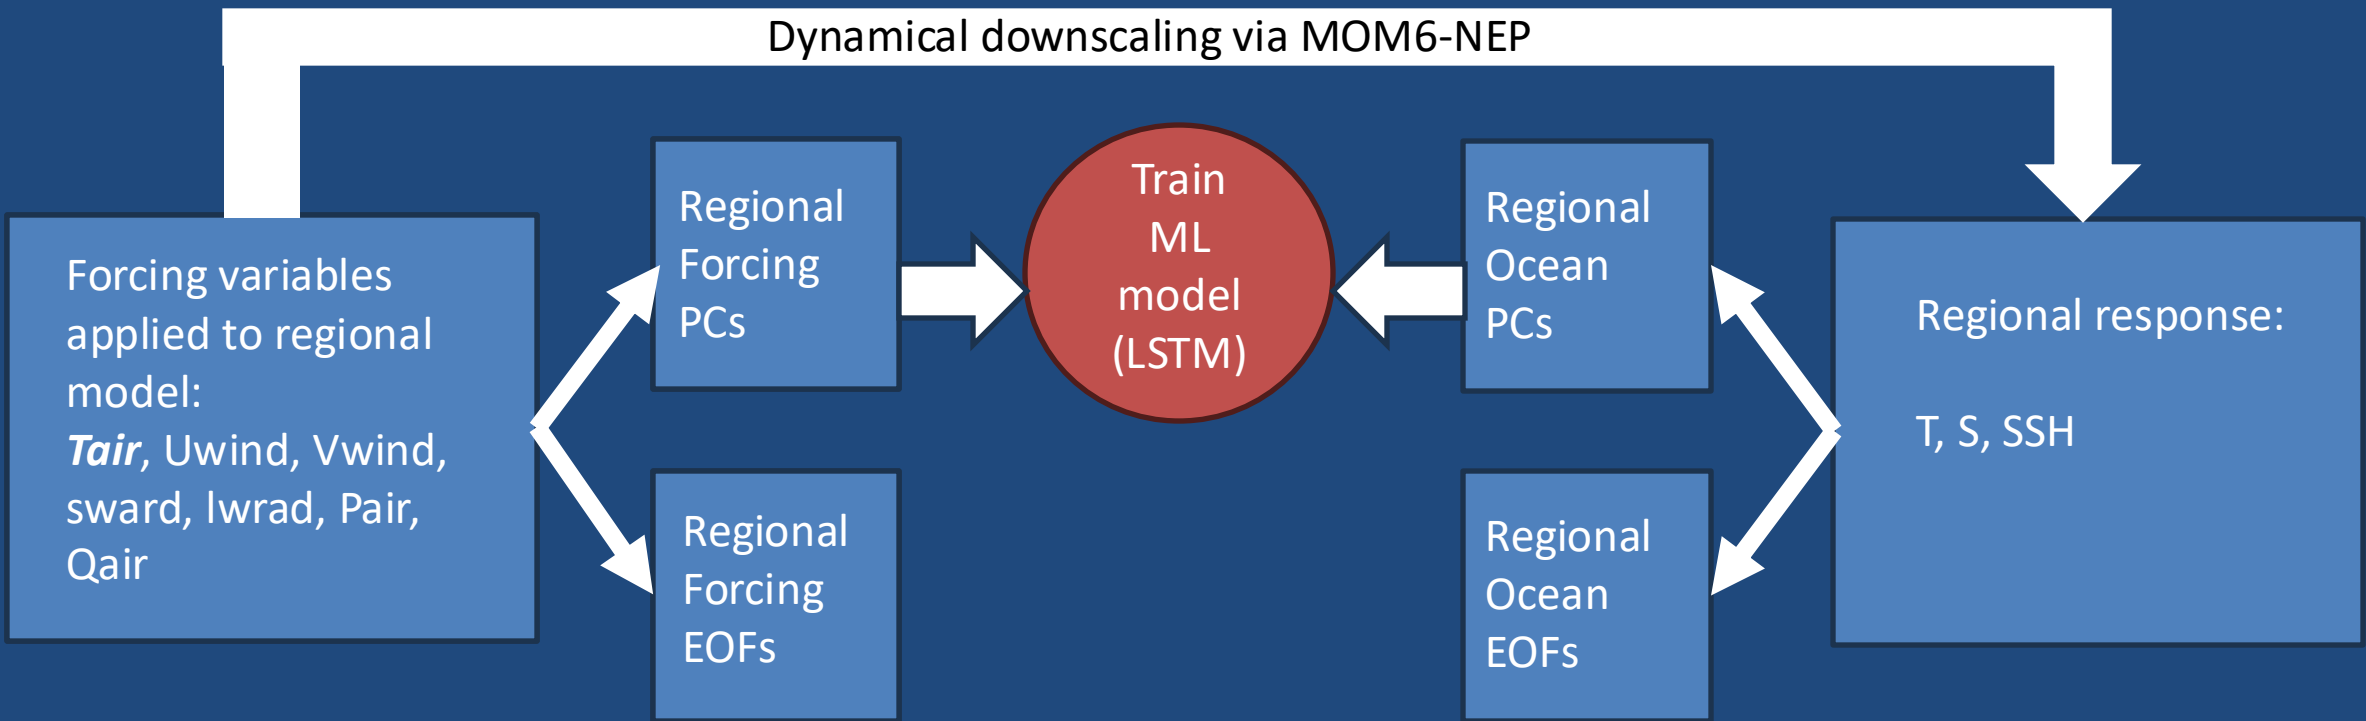 Dynamical downscaling via MOM6-NEP
Forcing variables
applied to regional
model:
Tair, Uwind, Vwind,
sward, lwrad, Pair,
Qair
Regional
Forcing
PCs
Regional
Forcing
EOFs
Train
ML
model
(LSTM)
Regional
Ocean
PCs
Regional
Ocean
EOFs
Regional response:
T, S, SSH